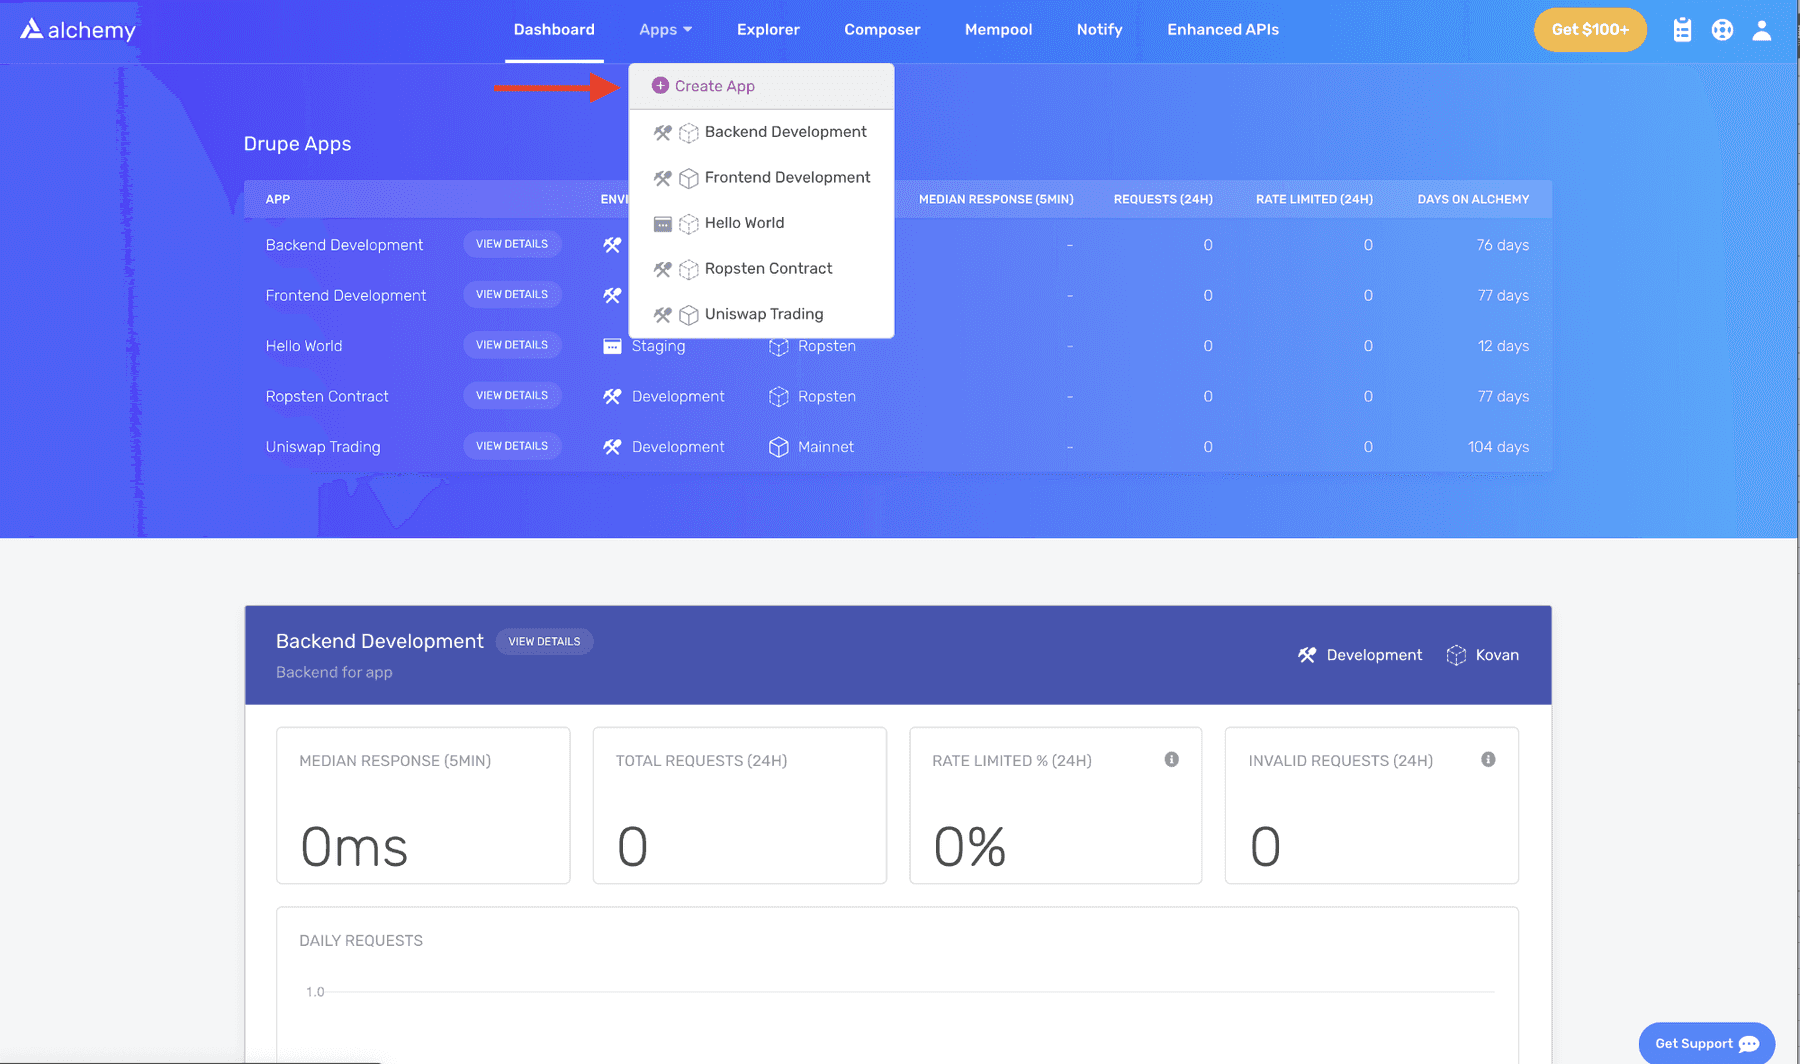 alchemy
Dashboard Apps Explorer Composer Mempool Notify Enhanced APIs Get $100+
Create App
Backend Development
Frontend Development
Hello World
Ropsten Contract
Uniswap Trading
Drupe Apps
APP ENVI MEDIAN RESPONSE (5MIN) REQUESTS (24H) RATE LIMITED (24H) DAYS ON ALCHEMY
Backend Development VIEW DETAILS - 0 0 76 days
Frontend Development VIEW DETAILS - 0 0 77 days
Hello World VIEW DETAILS Staging Ropsten - 0 0 12 days
Ropsten Contract VIEW DETAILS Development Ropsten - 0 0 77 days
Uniswap Trading VIEW DETAILS Development Mainnet - 0 0 104 days
Backend Development VIEW DETAILS
Backend for app
Development Kovan
MEDIAN RESPONSE (5MIN) TOTAL REQUESTS (24H) RATE LIMITED % (24H) INVALID REQUESTS (24H)
0ms 0 0% 0
DAILY REQUESTS
1.0
Get Support